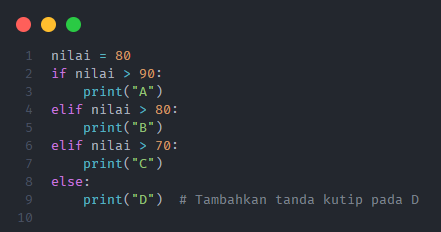 1 nilai = 80
2 if nilai > 90:
3     print("A")
4 elif nilai > 80:
5     print("B")
6 elif nilai > 70:
7     print("C")
8 else:
9     print("D")  # Tambahkan tanda kutip pada D
10